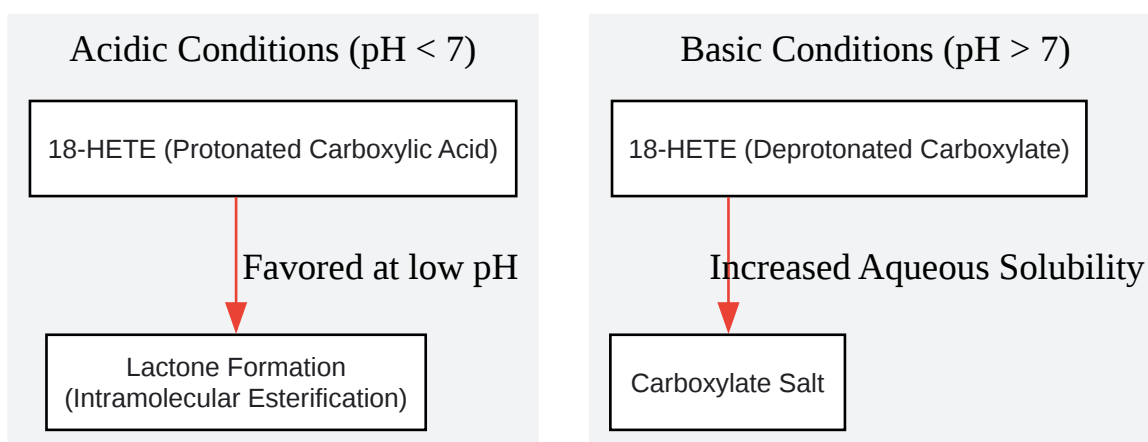 Acidic Conditions (pH < 7)
18-HETE (Protonated Carboxylic Acid)
Favored at low pH
Lactone Formation
(Intramolecular Esterification)
Basic Conditions (pH > 7)
18-HETE (Deprotonated Carboxylate)
Increased Aqueous Solubility
Carboxylate Salt